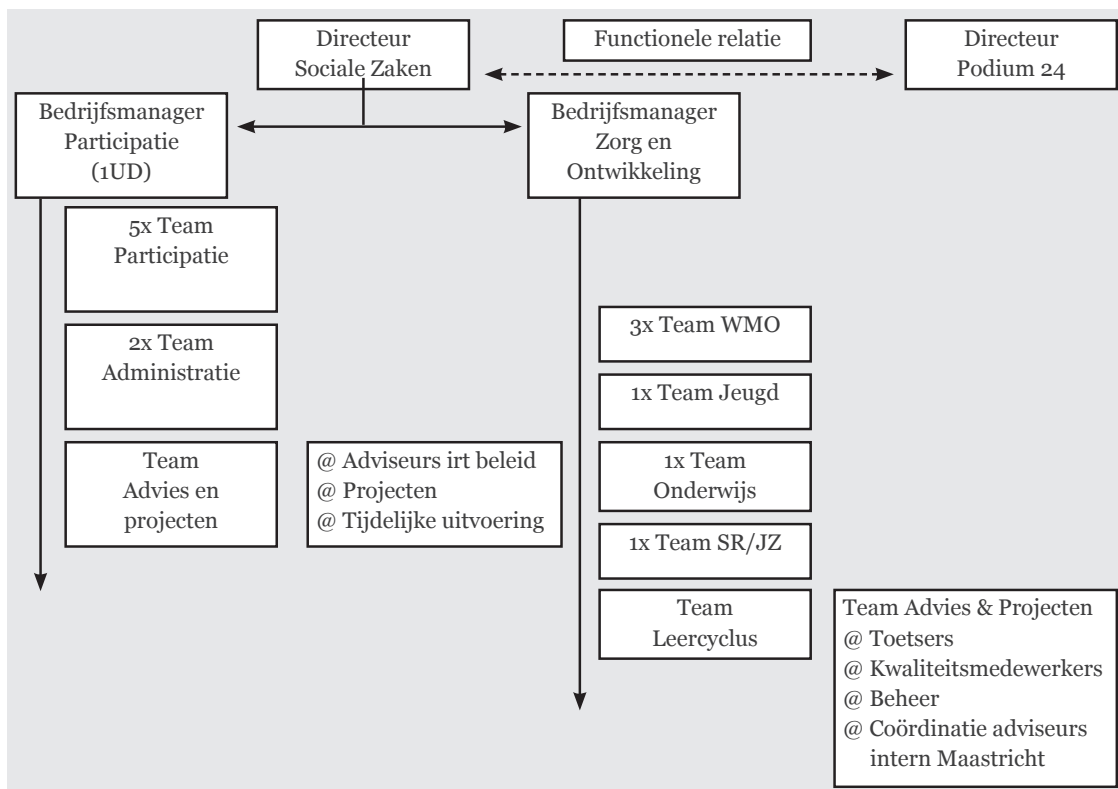 Directeur
Sociale Zaken
Functionele relatie
Directeur
Podium 24
Bedrijfsmanager
Participatie
(1UD)
Bedrijfsmanager
Zorg en
Ontwikkeling
5x Team
Participatie
2x Team
Administratie
Team
Advies en
projecten
@ Adviseurs irt beleid
@ Projecten
@ Tijdelijke uitvoering
3x Team WMO
1x Team Jeugd
1x Team
Onderwijs
1x Team SR/JZ
Team
Leercyclus
Team Advies & Projecten
@ Toetsers
@ Kwaliteitsmedewerkers
@ Beheer
@ Coördinatie adviseurs
intern Maastricht